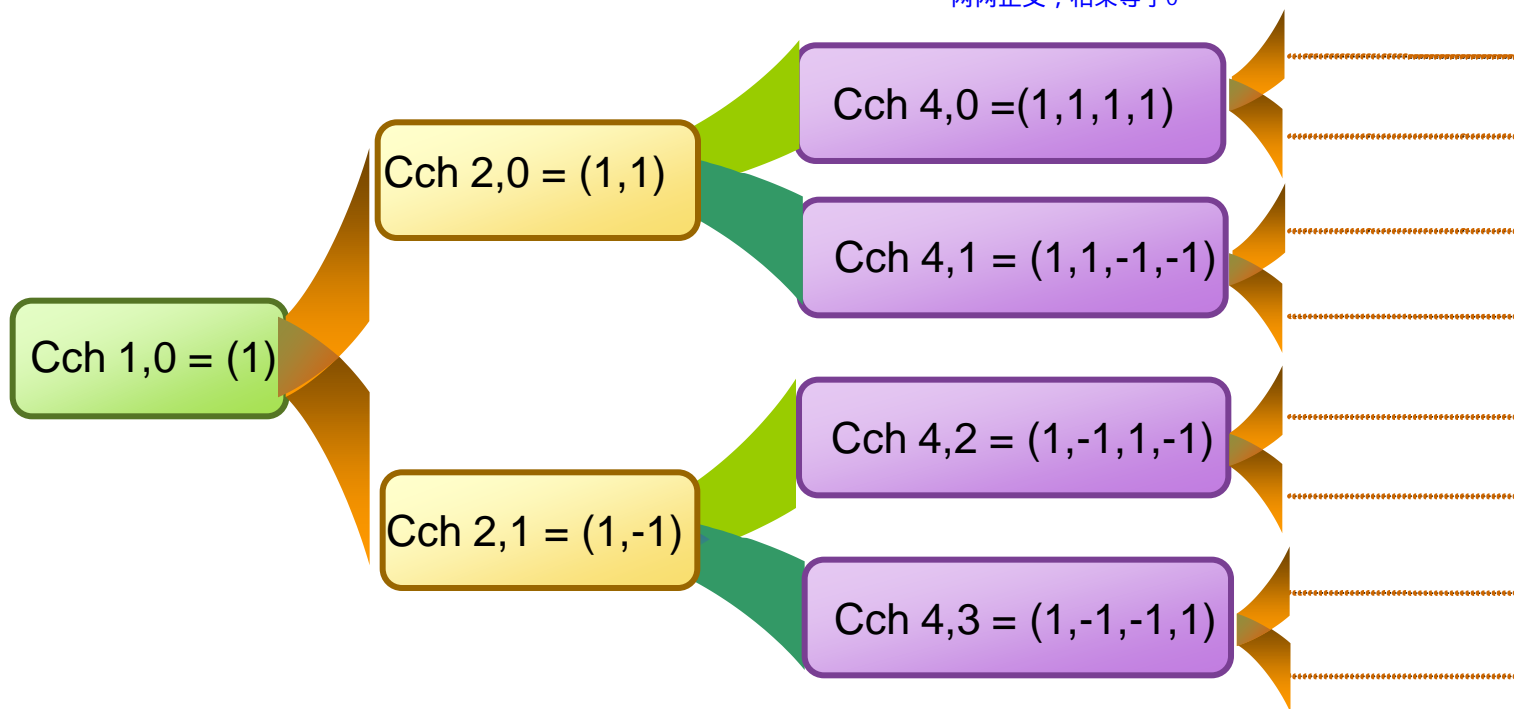 Cch 4,0 =(1,1,1,1)
Cch 2,0 = (1,1)
Cch 4,1 = (1,1,-1,-1)
Cch 1,0 = (1)
Cch 4,2 = (1,-1,1,-1)
Cch 2,1 = (1,-1)
Cch 4,3 = (1,-1,-1,1)